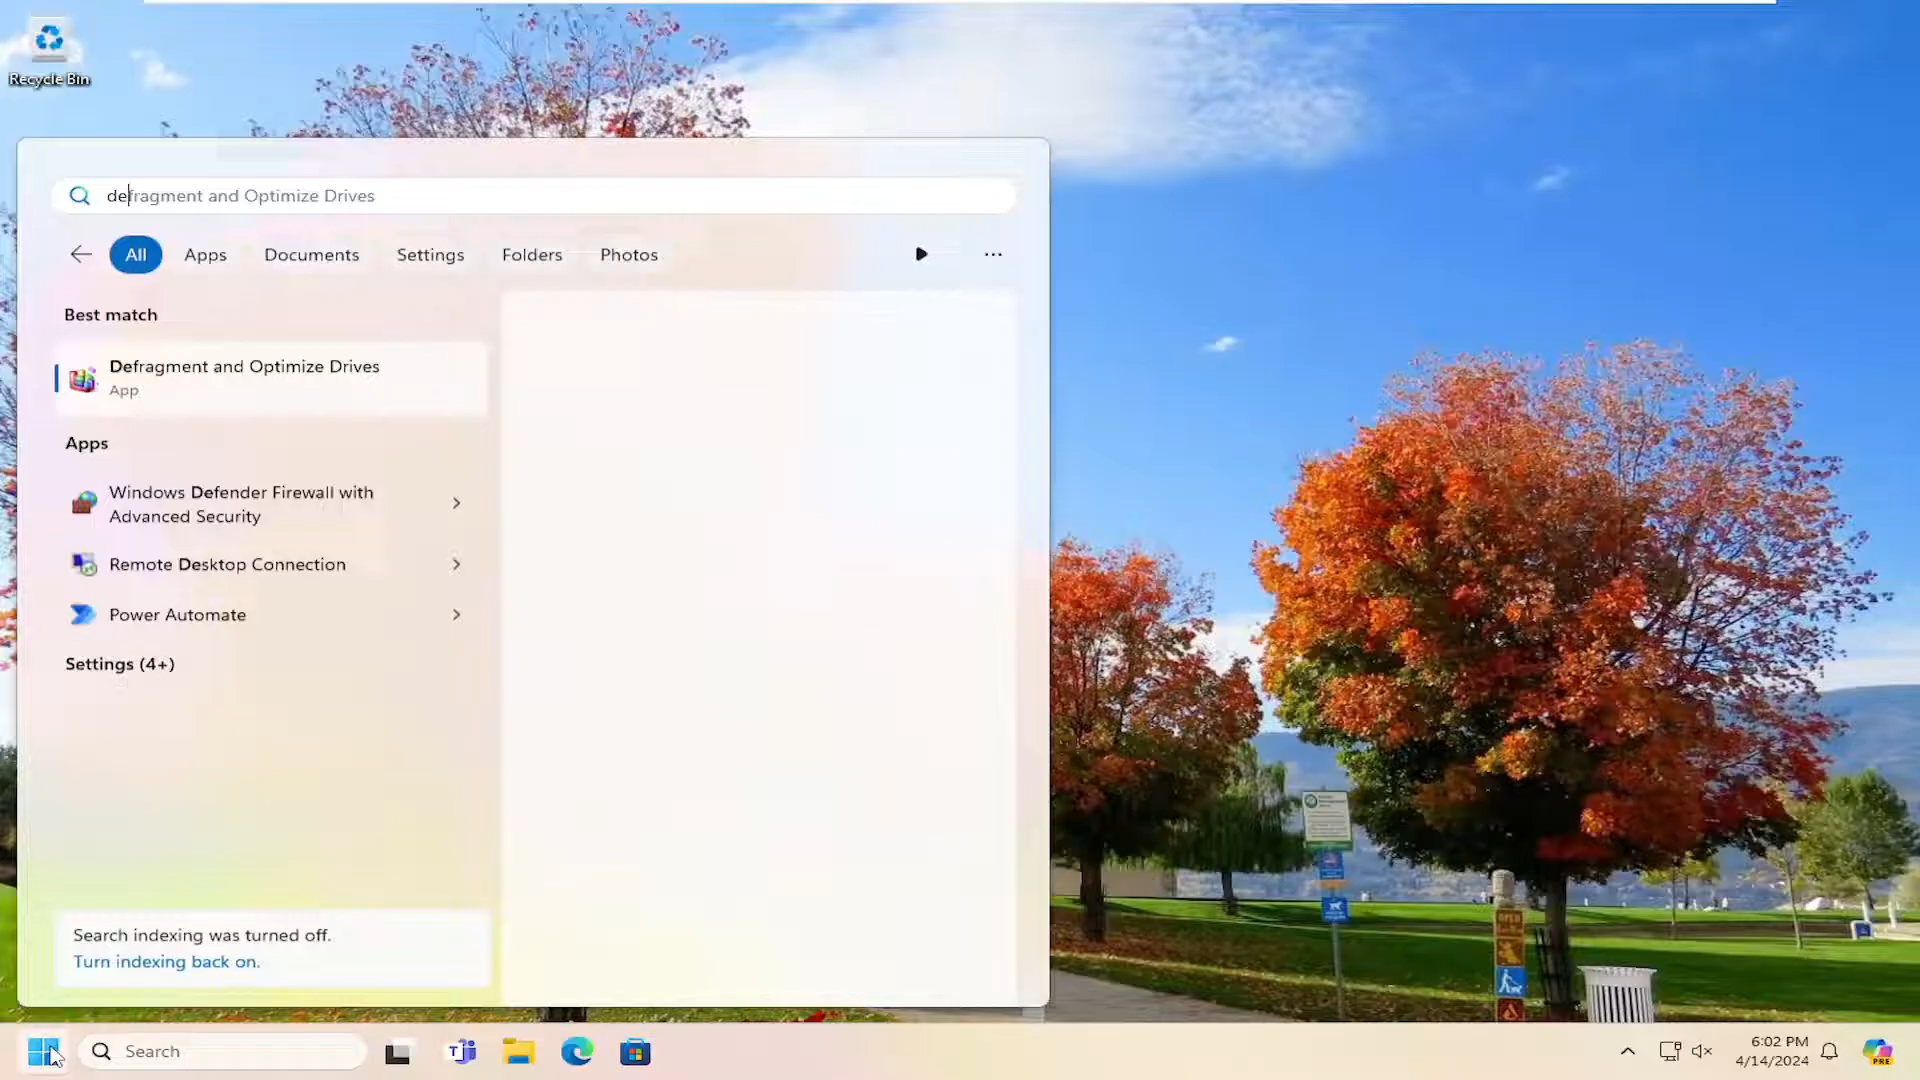 Recycle Bin
defragment and Optimize Drives
All Apps Documents Settings Folders Photos
Best match
Defragment and Optimize Drives
App
Apps
Windows Defender Firewall with
Advanced Security
Remote Desktop Connection
Power Automate
Settings (4+)
Search indexing was turned off.
Turn indexing back on.
Search
6:02 PM
4/14/2024
PRE